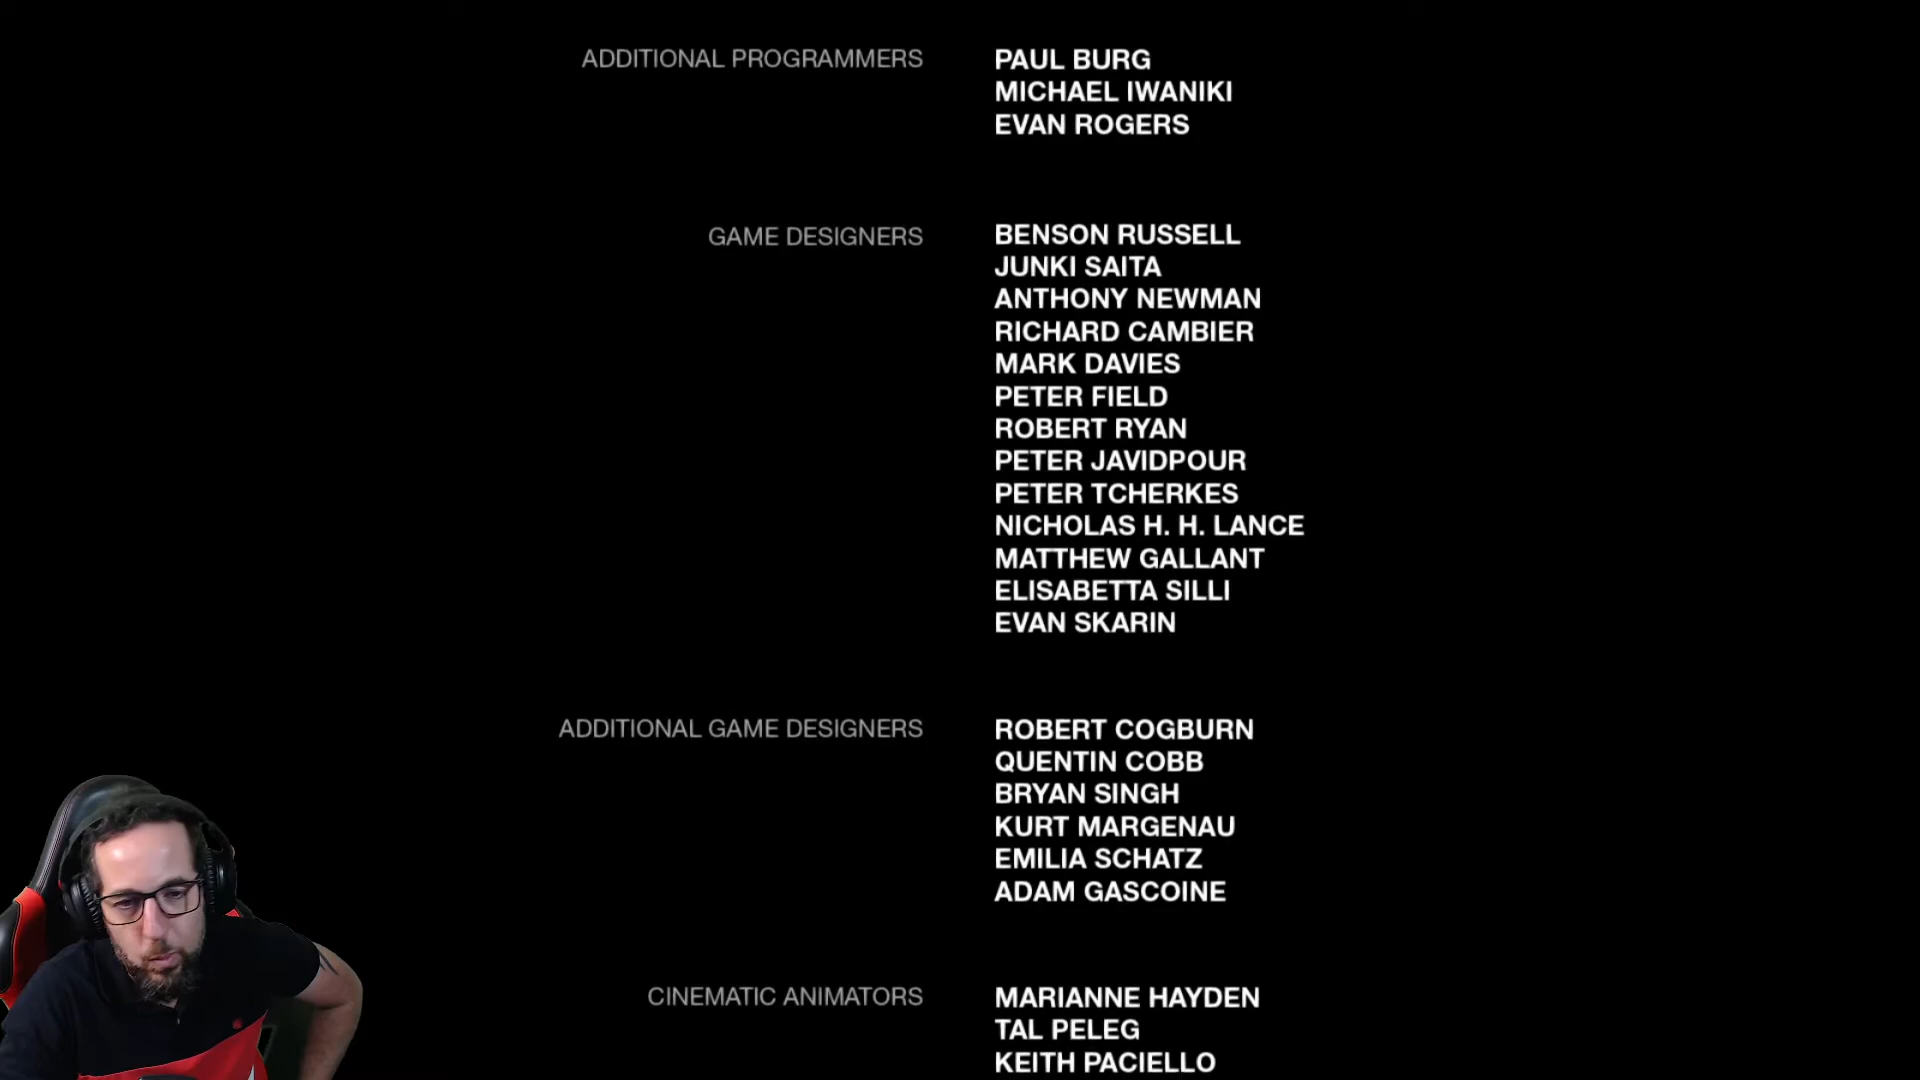 ADDITIONAL PROGRAMMERS PAUL BURG
MICHAEL IWANIKI
EVAN ROGERS
GAME DESIGNERS BENSON RUSSELL
JUNKI SAITA
ANTHONY NEWMAN
RICHARD CAMBIER
MARK DAVIES
PETER FIELD
ROBERT RYAN
PETER JAVIDPOUR
PETER TCHERKES
NICHOLAS H. H. LANCE
MATTHEW GALLANT
ELISABETTA SILLI
EVAN SKARIN
ADDITIONAL GAME DESIGNERS ROBERT COGBURN
QUENTIN COBB
BRYAN SINGH
KURT MARGENAU
EMILIA SCHATZ
ADAM GASCOINE
CINEMATIC ANIMATORS MARIANNE HAYDEN
TAL PELEG
KEITH PACIELLO